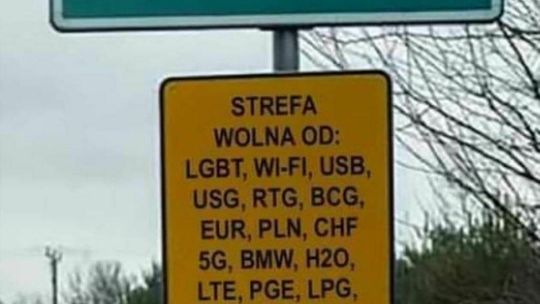 STREFA
WOLNA OD:
LGBT, WI-FI, USB,
USG, RTG, BCG,
EUR, PLN, CHF
5G, BMW, H2O,
LTE, PGE, LPG,